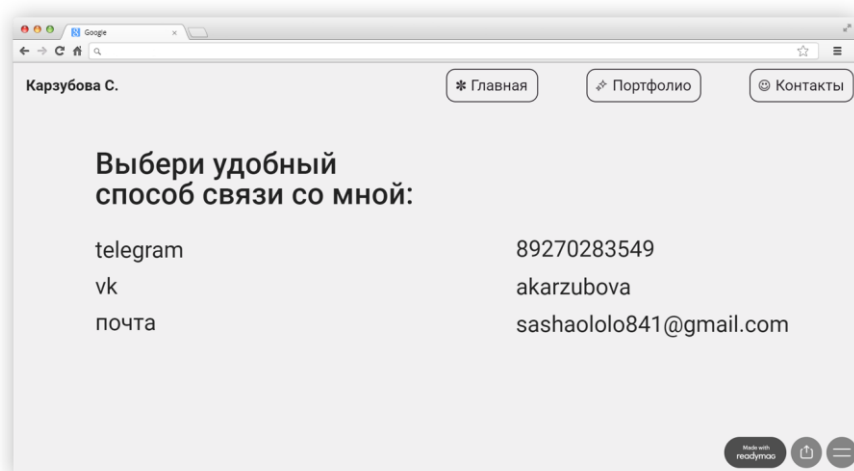 Google
Карзубова С.
Главная
Портфолио
Контакты
Выбери удобный
способ связи со мной:
telegram
89270283549
vk
akarzubova
почта
sashaololo841@gmail.com
Made with
readymag